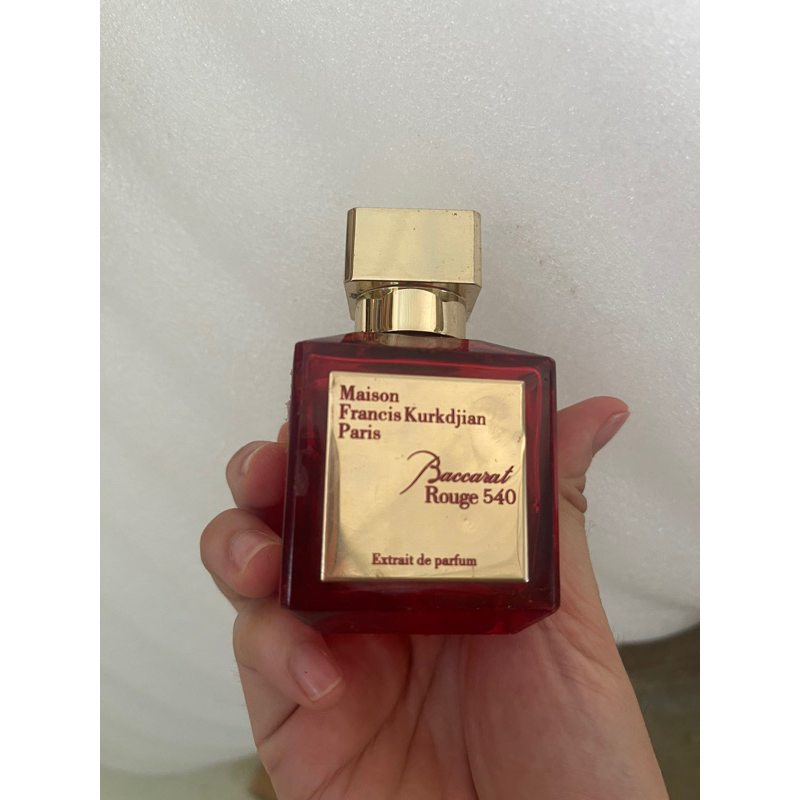 Maison
Francis Kurkdjian
Paris
Baccarat
Rouge 540
Extrait de parfum